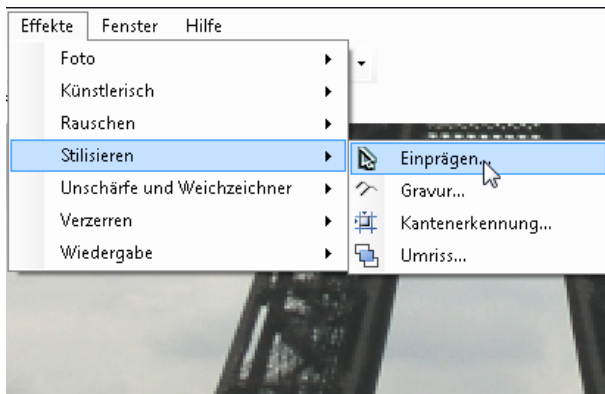 Effekte Fenster Hilfe
Foto
Künstlerisch
Rauschen
Stilisieren
Unschärfe und Weichzeichner
Verzerren
Wiedergabe
Einprägen...
Gravur...
Kantenerkennung...
Umriss...